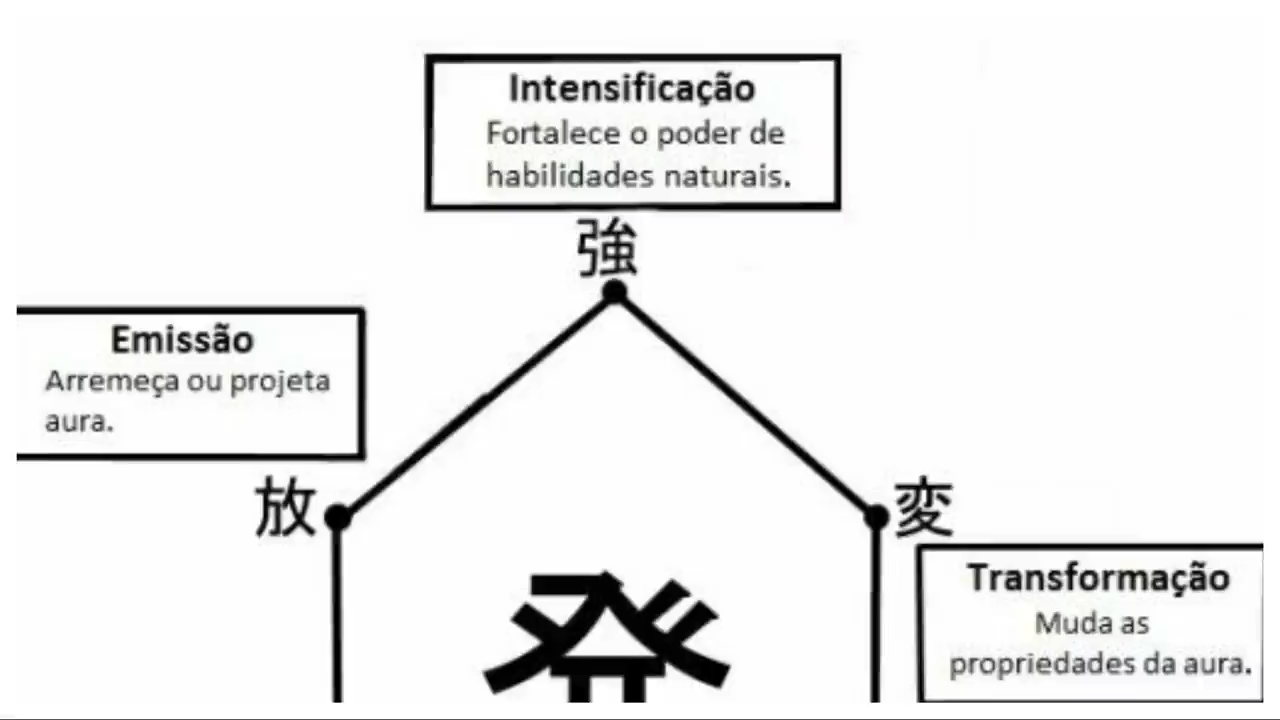 Intensificação
Fortalece o poder de
habilidades naturais.
強
Emissão
Arremeça ou projeta
aura.
放
変
Transformação
Muda as
propriedades da aura.
発